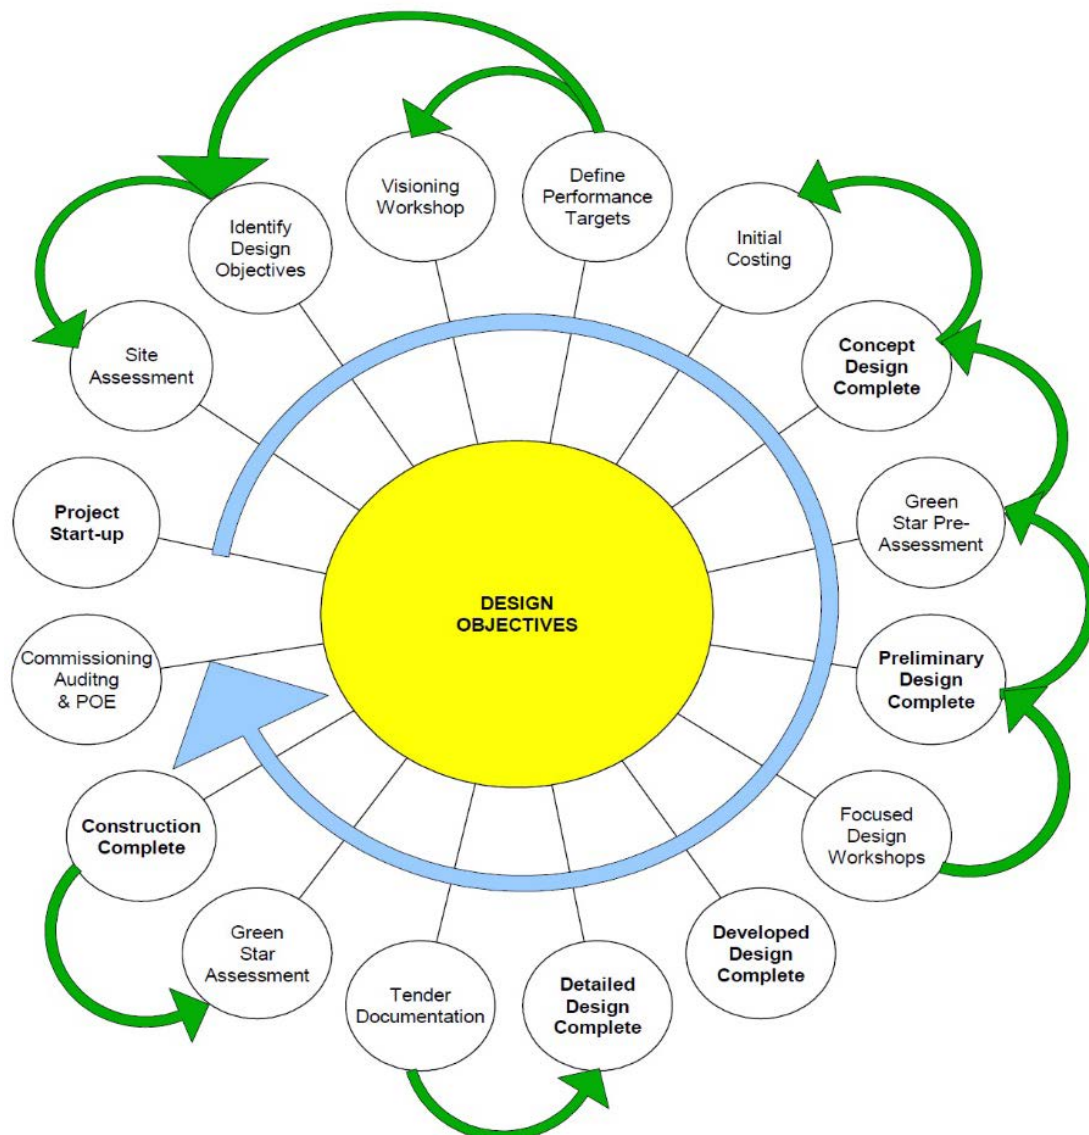 Visioning
Workshop
Define
Performance
Targets
Identify
Design
Objectives
Initial
Costing
Site
Assessment
Concept
Design
Complete
Project
Start-up
Green
Star Pre-
Assessment
DESIGN
OBJECTIVES
Commissioning
Auditng
& POE
Preliminary
Design
Complete
Construction
Complete
Focused
Design
Workshops
Green
Star
Assessment
Developed
Design
Complete
Tender
Documentation
Detailed
Design
Complete